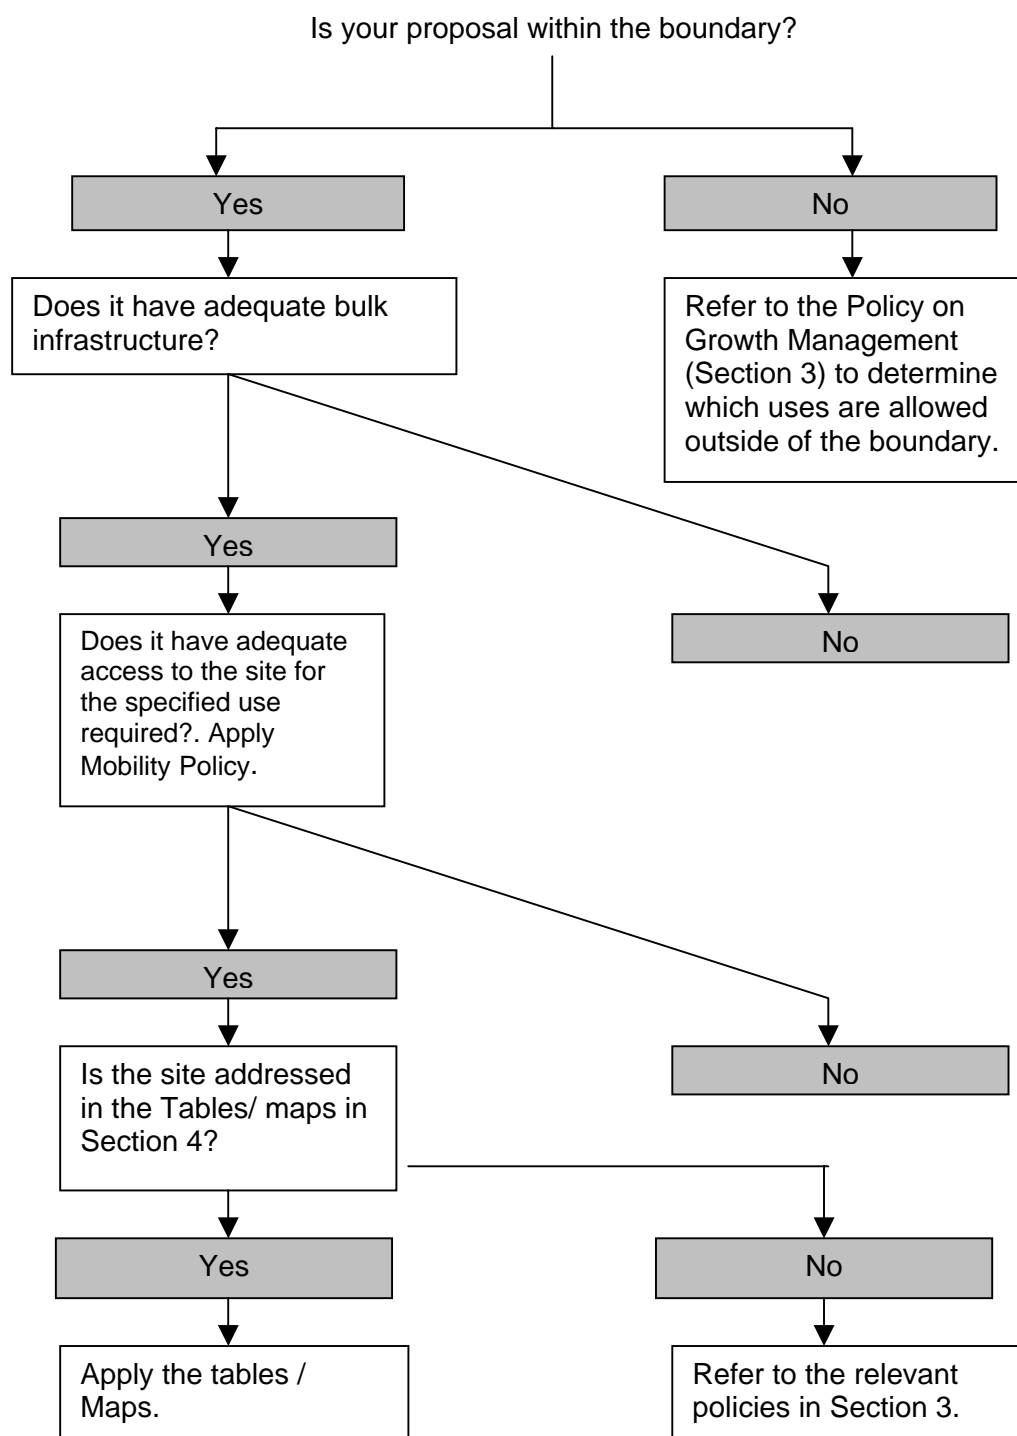 Is your proposal within the boundary?
Yes
No
Does it have adequate bulk
infrastructure?
Refer to the Policy on
Growth Management
(Section 3) to determine
which uses are allowed
outside of the boundary.
Yes
No
Does it have adequate
access to the site for
the specified use
required?. Apply
Mobility Policy.
Yes
No
Is the site addressed
in the Tables/ maps in
Section 4?
Yes
No
Apply the tables /
Maps.
Refer to the relevant
policies in Section 3.